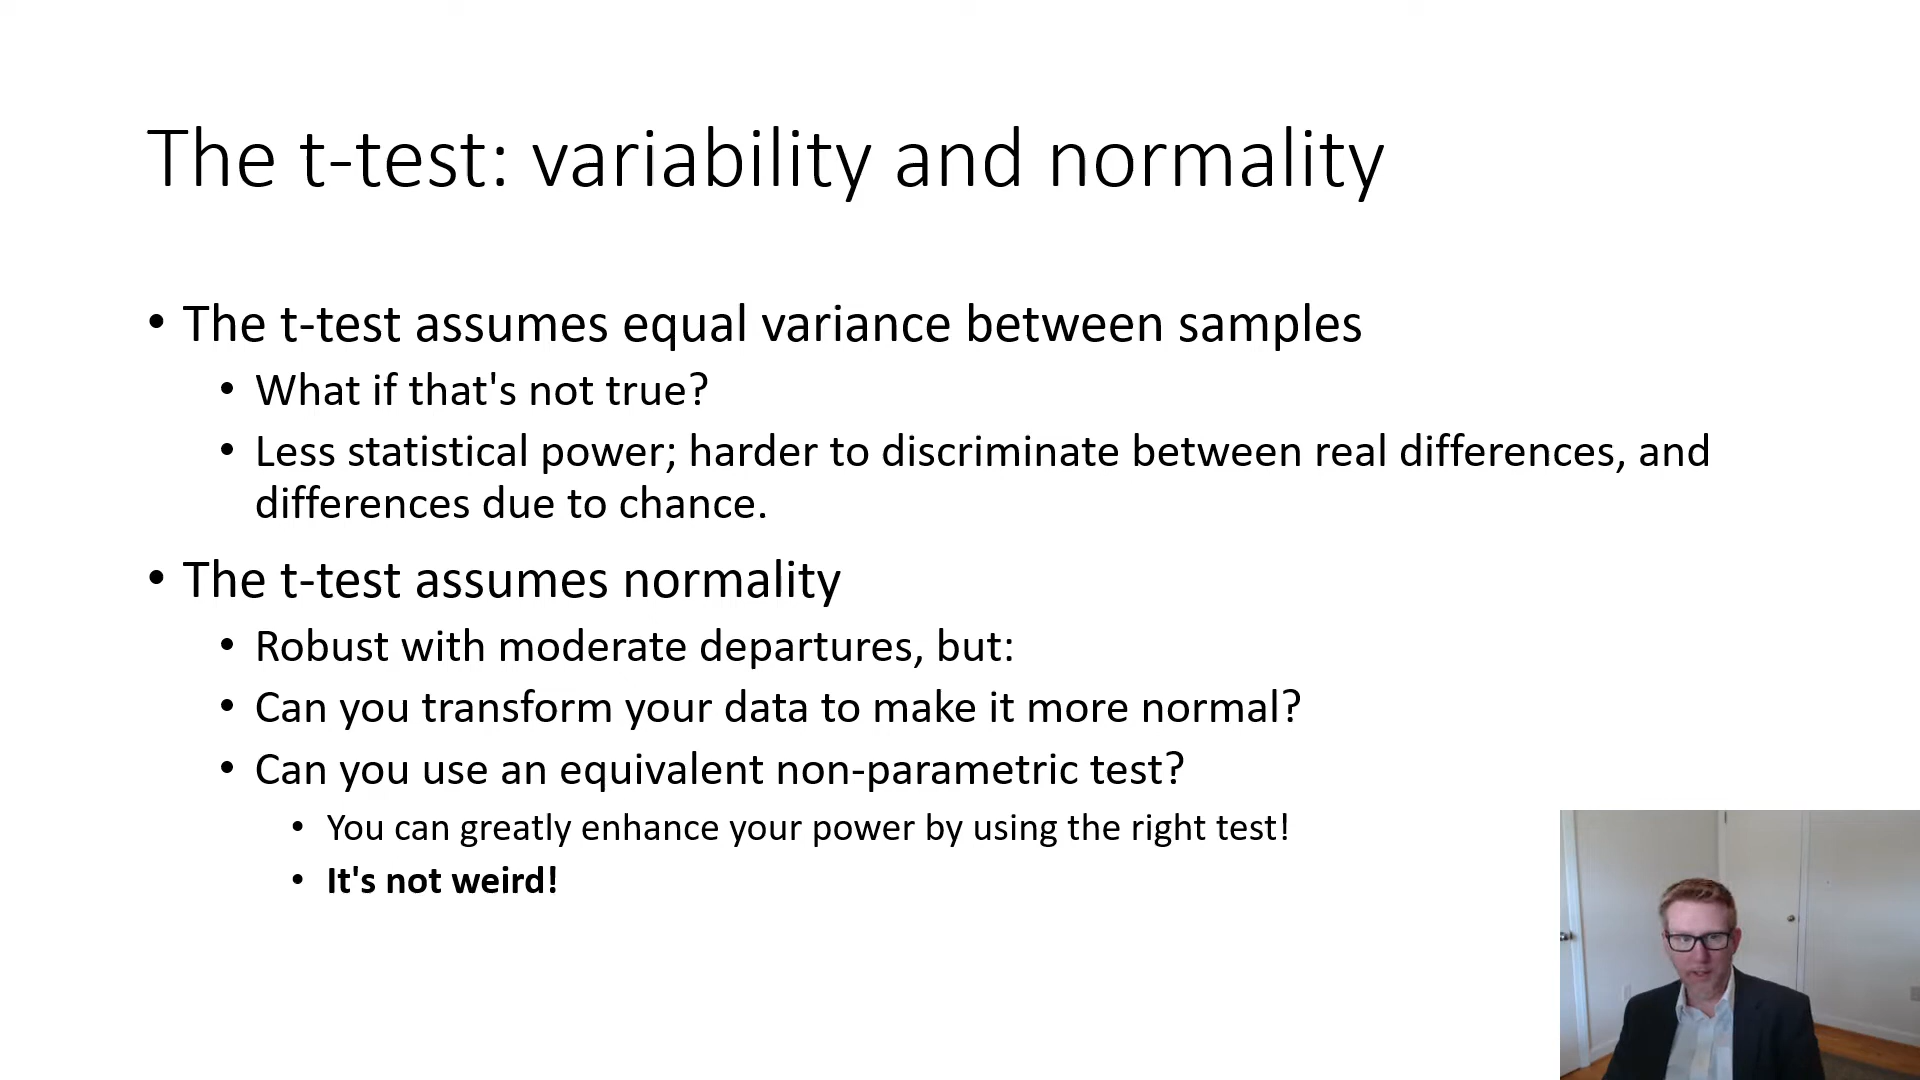 The t-test: variability and normality
• The t-test assumes equal variance between samples
• What if that's not true?
• Less statistical power; harder to discriminate between real differences, and
differences due to chance.
• The t-test assumes normality
• Robust with moderate departures, but:
• Can you transform your data to make it more normal?
• Can you use an equivalent non-parametric test?
• You can greatly enhance your power by using the right test!
• It's not weird!